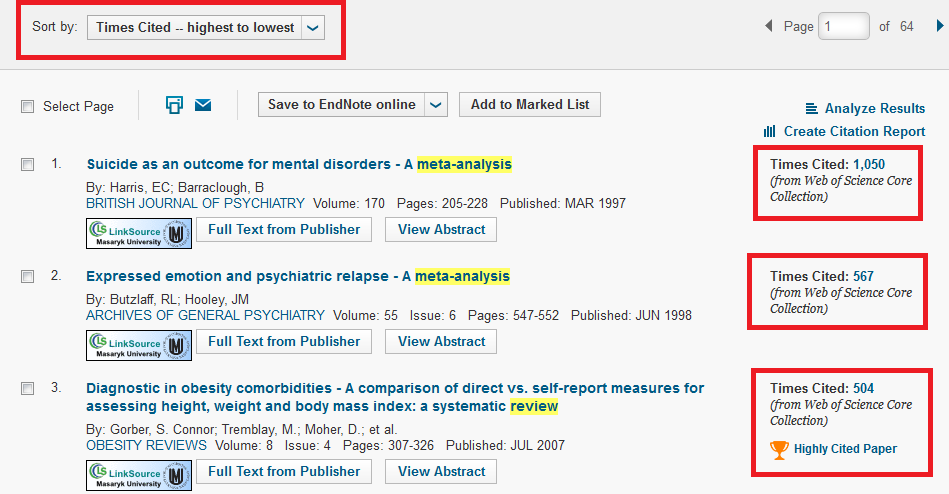 Sort by: Times Cited -- highest to lowest
Page 1 of 64
Select Page
Save to EndNote online
Add to Marked List
Analyze Results
Create Citation Report
1. Suicide as an outcome for mental disorders - A meta-analysis
By: Harris, EC; Barraclough, B
BRITISH JOURNAL OF PSYCHIATRY Volume: 170 Pages: 205-228 Published: MAR 1997
LinkSource
Masaryk University
Full Text from Publisher
View Abstract
Times Cited: 1,050
(from Web of Science Core
Collection)
2. Expressed emotion and psychiatric relapse - A meta-analysis
By: Butzlaff, RL; Hooley, JM
ARCHIVES OF GENERAL PSYCHIATRY Volume: 55 Issue: 6 Pages: 547-552 Published: JUN 1998
LinkSource
Masaryk University
Full Text from Publisher
View Abstract
Times Cited: 567
(from Web of Science Core
Collection)
3. Diagnostic in obesity comorbidities - A comparison of direct vs. self-report measures for
assessing height, weight and body mass index: a systematic review
By: Gorber, S. Connor; Tremblay, M.; Moher, D.; et al.
OBESITY REVIEWS Volume: 8 Issue: 4 Pages: 307-326 Published: JUL 2007
LinkSource
Masaryk University
Full Text from Publisher
View Abstract
Times Cited: 504
(from Web of Science Core
Collection)
Highly Cited Paper